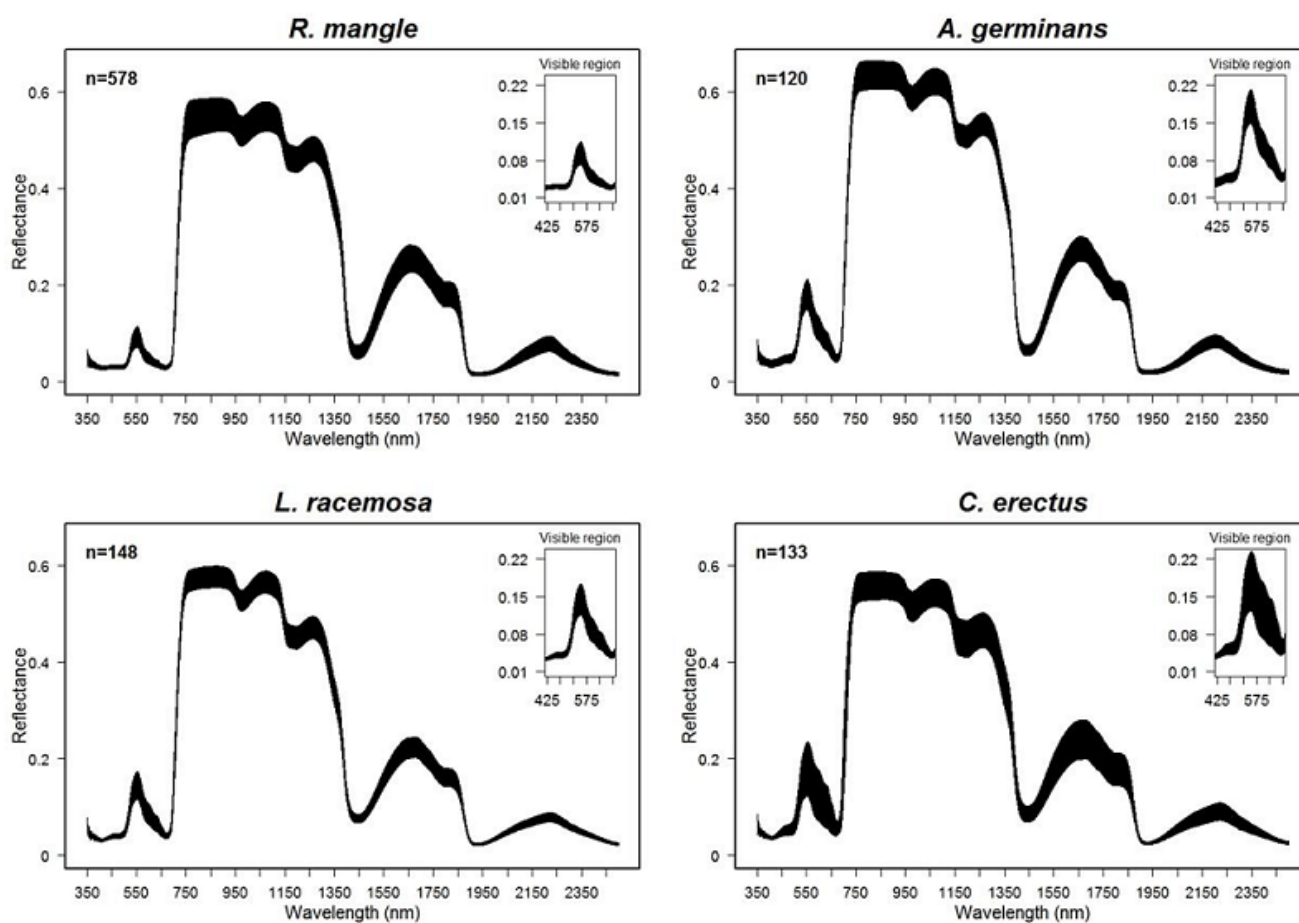 R. mangle
n=578
Visible region
0.22
0.15
0.08
0.01
425 575
0.6
0.4
0.2
0
Reflectance
350 550 750 950 1150 1350 1550 1750 1950 2150 2350
Wavelength (nm)
A. germinans
n=120
Visible region
0.22
0.15
0.08
0.01
425 575
0.6
0.4
0.2
0
Reflectance
350 550 750 950 1150 1350 1550 1750 1950 2150 2350
Wavelength (nm)
L. racemosa
n=148
Visible region
0.22
0.15
0.08
0.01
425 575
0.6
0.4
0.2
0
Reflectance
350 550 750 950 1150 1350 1550 1750 1950 2150 2350
Wavelength (nm)
C. erectus
n=133
Visible region
0.22
0.15
0.08
0.01
425 575
0.6
0.4
0.2
0
Reflectance
350 550 750 950 1150 1350 1550 1750 1950 2150 2350
Wavelength (nm)